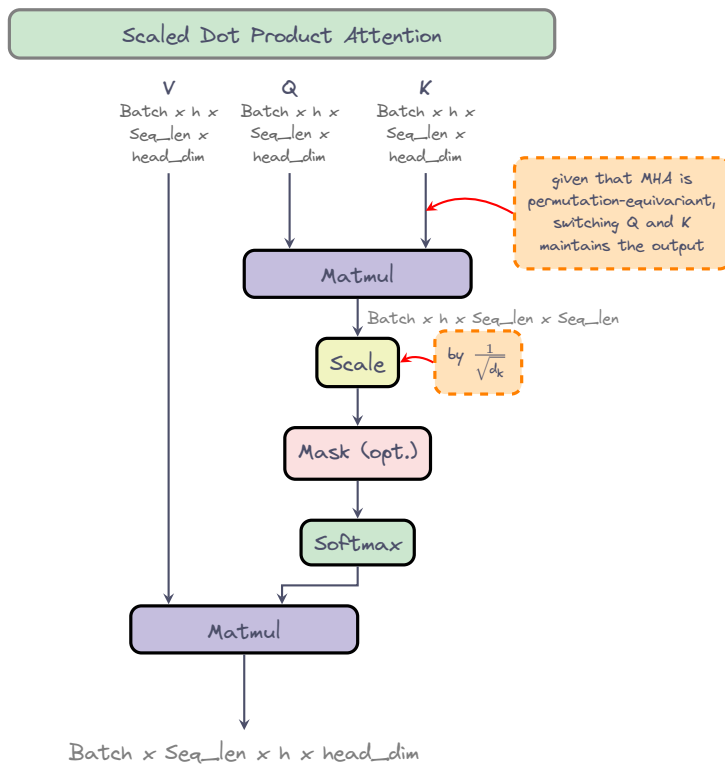 Scaled Dot Product Attention
V
Batch x h x
Seq_len x
head_dim
Q
Batch x h x
Seq_len x
head_dim
K
Batch x h x
Seq_len x
head_dim
given that MHA is
permutation-equivariant,
switching Q and K
maintains the output
Matmul
Batch x h x Seq_len x Seq_len
Scale
by 1/√dk
Mask (opt.)
Softmax
Matmul
Batch x Seq_len x h x head_dim